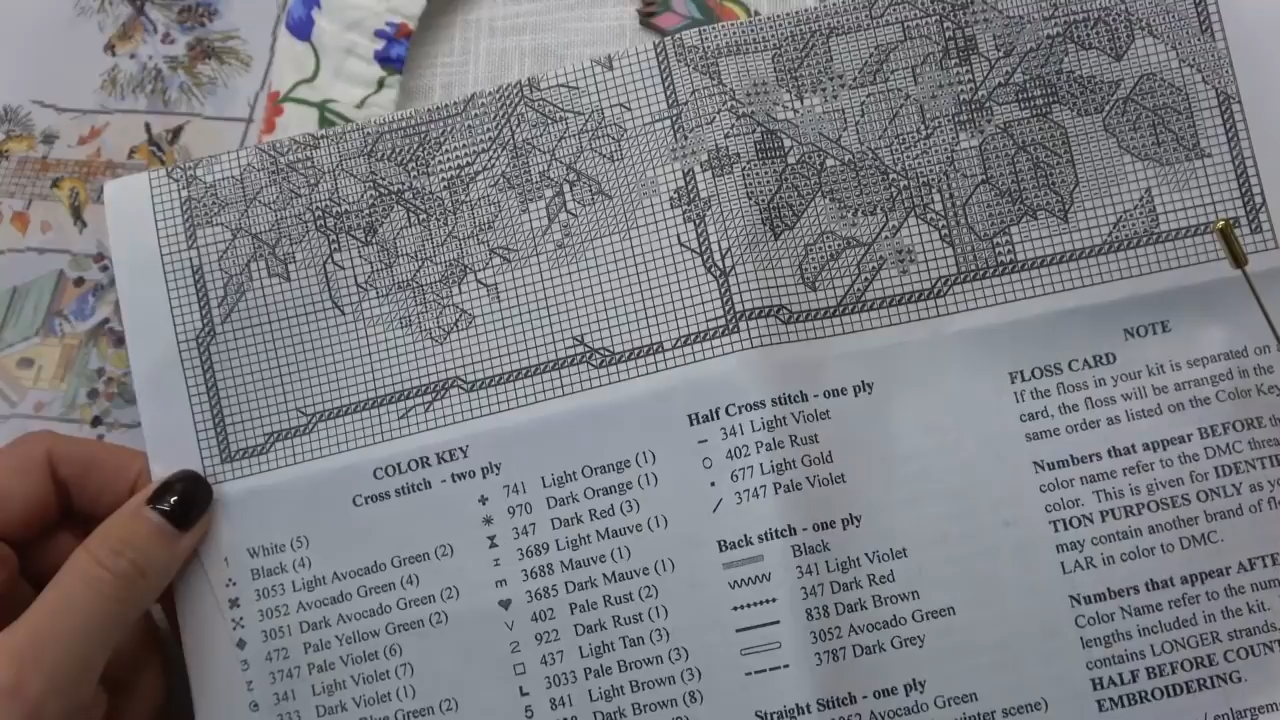 COLOR KEY
Cross stitch - two ply
White (5)
Black (4)
3053 Light Avocado Green (2)
3052 Avocado Green (4)
3051 Dark Avocado Green (2)
472 Pale Yellow Green (2)
3747 Pale Violet (6)
341 Light Violet (7)
333 Dark Violet (1)
Green (2)
741 Light Orange (1)
970 Dark Orange (1)
347 Dark Red (3)
3689 Light Mauve (1)
3688 Mauve (1)
3685 Dark Mauve (1)
402 Pale Rust (2)
922 Dark Rust (1)
437 Light Tan (3)
3033 Pale Brown (3)
841 Light Brown (3)
Dark Brown (8)
Half Cross stitch - one ply
341 Light Violet
402 Pale Rust
677 Light Gold
3747 Pale Violet
Back stitch - one ply
Black
341 Light Violet
347 Dark Red
838 Dark Brown
3052 Avocado Green
3787 Dark Grey
Straight Stitch - one ply
Avocado Green
winter scene)
NOTE
FLOSS CARD
If the floss in your kit is separated on
card, the floss will be arranged in the
same order as listed on the Color Key
Numbers that appear BEFORE
color name refer to the DMC
color. This is given for
TION PURPOSES ONLY as
may contain another brand of
LAR in color to DMC.
Numbers that appear
Color Name refer to the
lengths included in the kit.
contains LONGER strands,
HALF BEFORE
EMBROIDERING.